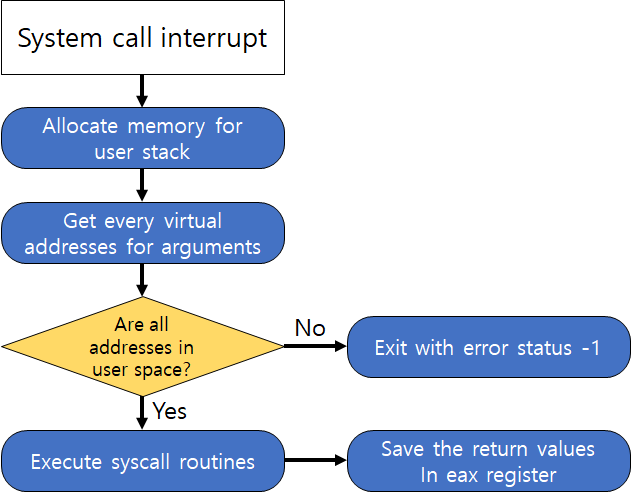 System call interrupt
Allocate memory for
user stack
Get every virtual
addresses for arguments
Are all
addresses in
user space?
No
Exit with error status -1
Yes
Execute syscall routines
Save the return values
In eax register